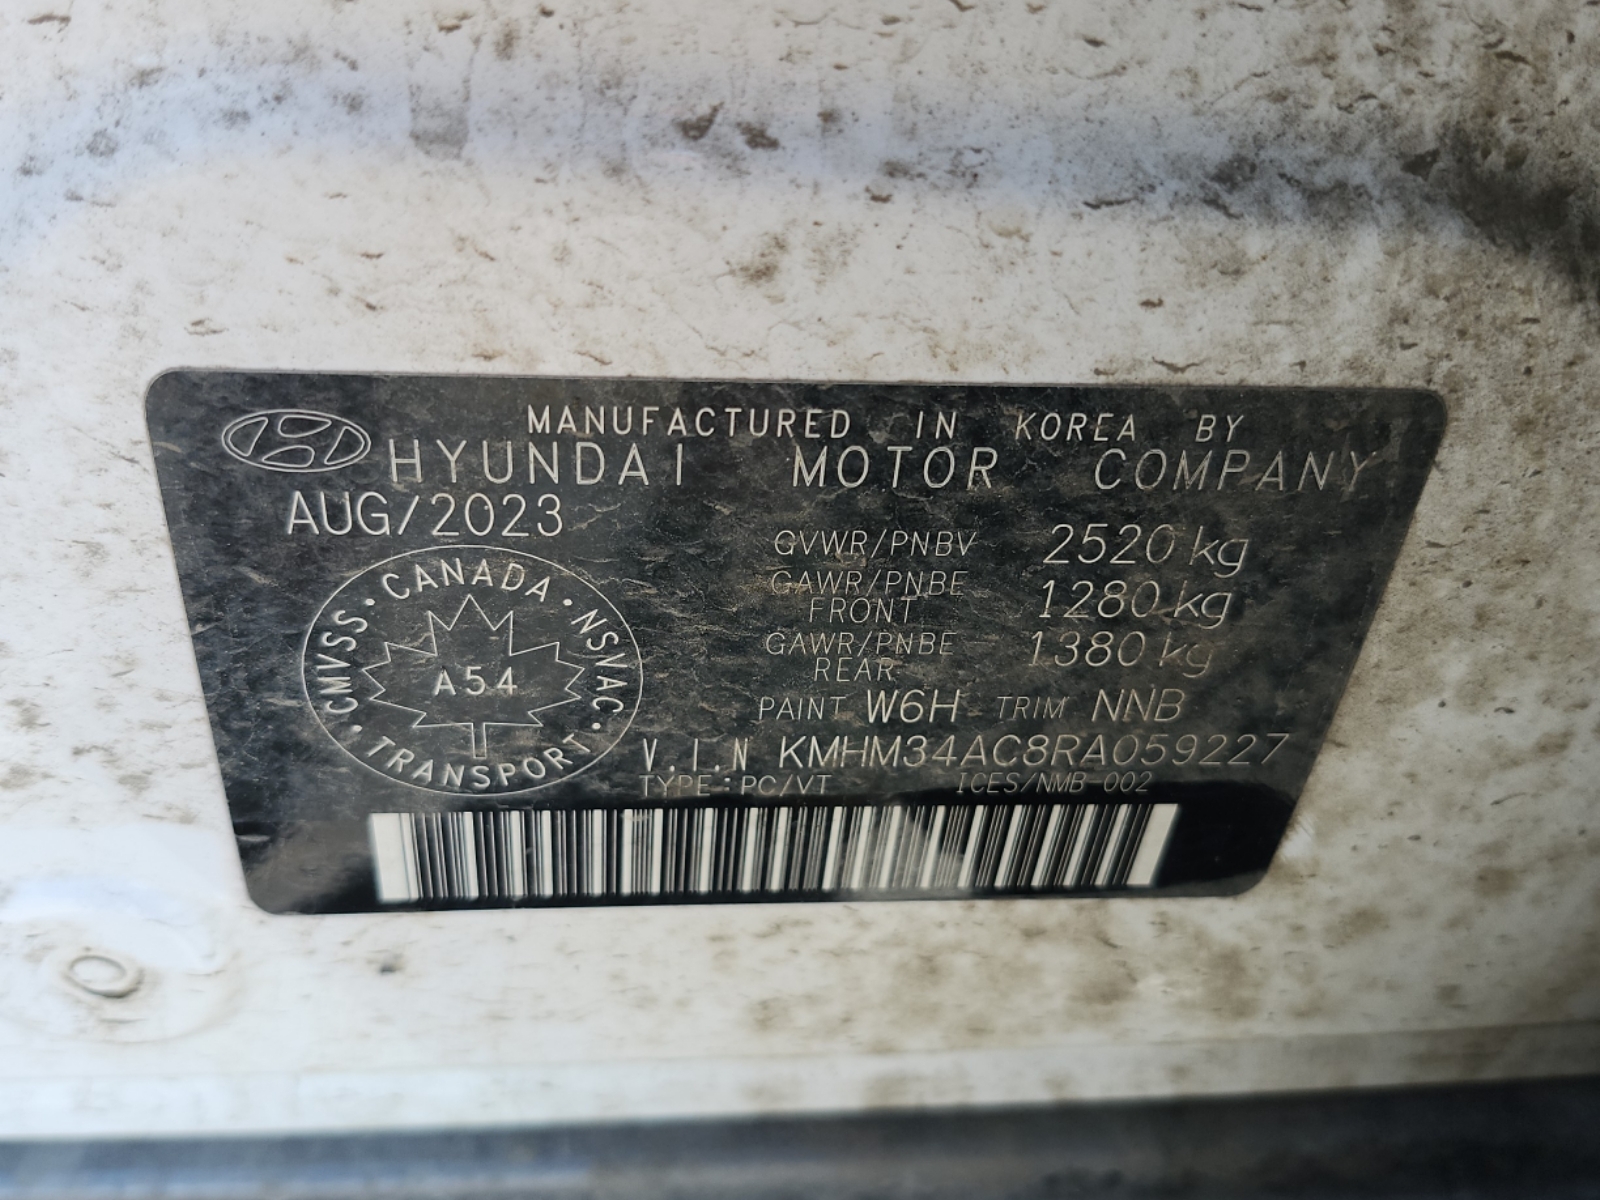 MANUFACTURED IN KOREA BY
HYUNDAI MOTOR COMPANY
AUG/2023
GVWR/PNBV 2520 kg
GAWR/PNBE FRONT 1280 kg
GAWR/PNBE REAR 1380 kg
PAINT W6H TRIM NNB
V.I.N KMHM34AC8RA059227
TYPE : PC/VT ICES/NMB-002
CMVSS · CANADA · NSVAC · TRANSPORT ·
A54